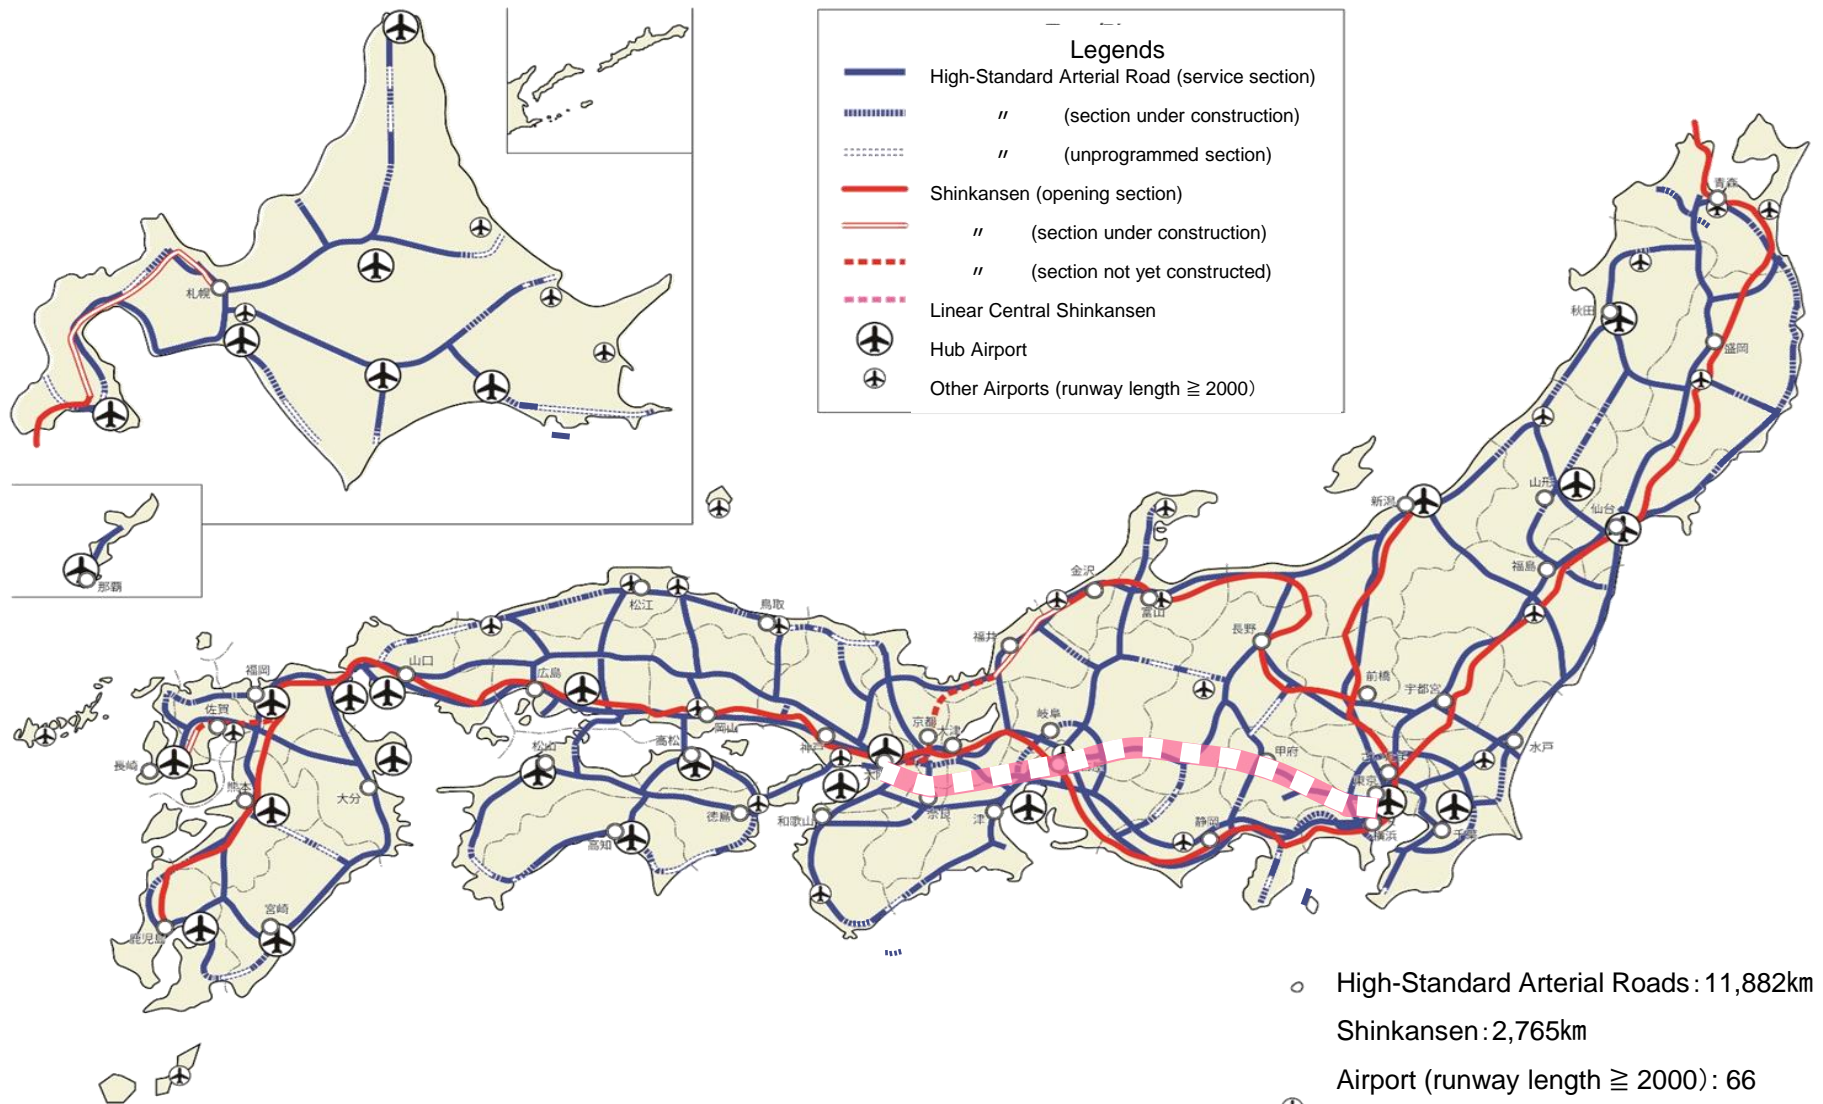 Legends
High-Standard Arterial Road (service section)
〃 (section under construction)
〃 (unprogrammed section)
Shinkansen (opening section)
〃 (section under construction)
〃 (section not yet constructed)
Linear Central Shinkansen
Hub Airport
Other Airports (runway length ≧ 2000)
札幌
那覇
青森
秋田
盛岡
山形
仙台
新潟
福島
金沢
富山
長野
福井
前橋
宇都宮
水戸
松江
鳥取
山口
広島
岡山
神戸
京都
大津
岐阜
甲府
東京
横浜
千葉
静岡
津
奈良
和歌山
福岡
佐賀
長崎
熊本
大分
宮崎
鹿児島
松山
高松
徳島
高知
High-Standard Arterial Roads：11,882㎞
Shinkansen：2,765㎞
Airport (runway length ≧ 2000)：66